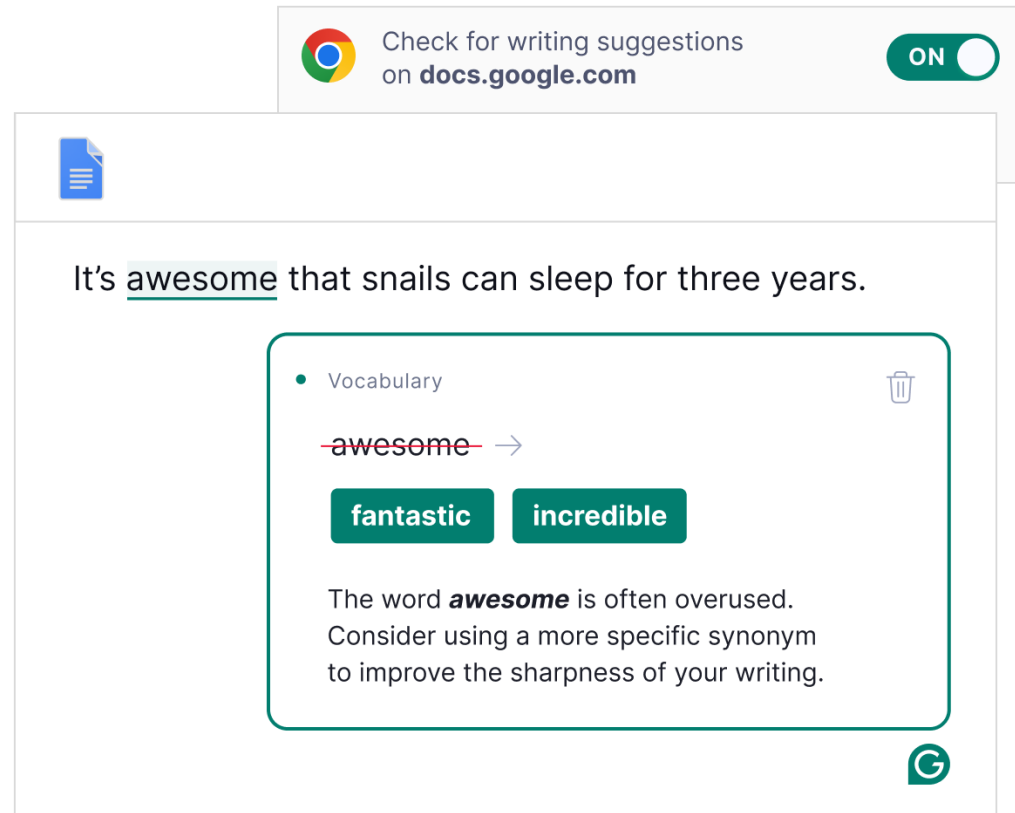 Check for writing suggestions
on docs.google.com
ON
It’s awesome that snails can sleep for three years.
Vocabulary
awesome →
fantastic incredible
The word awesome is often overused.
Consider using a more specific synonym
to improve the sharpness of your writing.